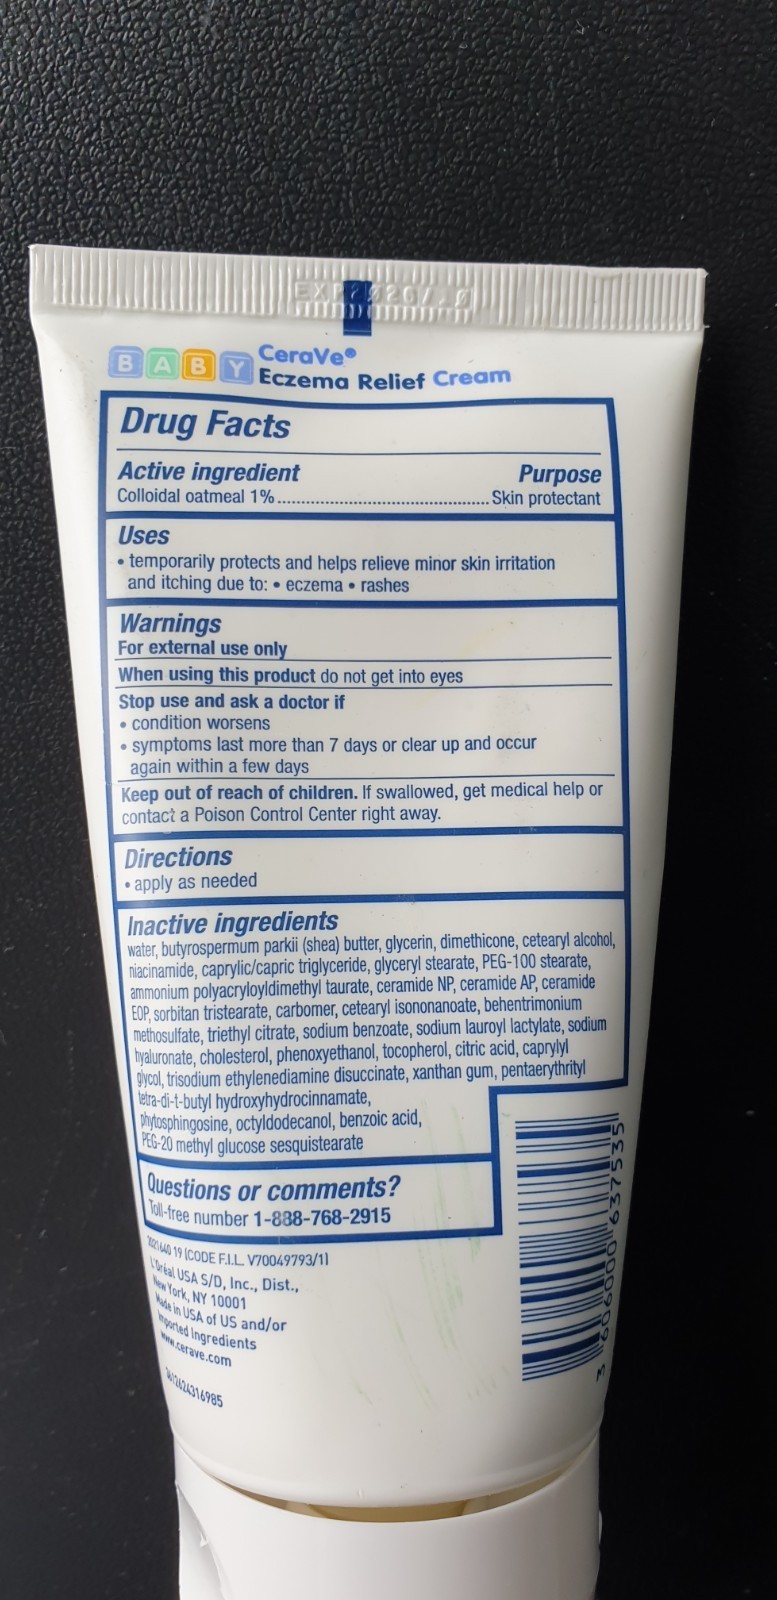 BABY CeraVe®
Eczema Relief Cream
Drug Facts
Active ingredient Purpose
Colloidal oatmeal 1%.......................................Skin protectant
Uses
• temporarily protects and helps relieve minor skin irritation
and itching due to: • eczema • rashes
Warnings
For external use only
When using this product do not get into eyes
Stop use and ask a doctor if
• condition worsens
• symptoms last more than 7 days or clear up and occur
again within a few days
Keep out of reach of children. If swallowed, get medical help or
contact a Poison Control Center right away.
Directions
• apply as needed
Inactive ingredients
water, butyrospermum parkii (shea) butter, glycerin, dimethicone, cetearyl alcohol,
niacinamide, caprylic/capric triglyceride, glyceryl stearate, PEG-100 stearate,
ammonium polyacryloyldimethyl taurate, ceramide NP, ceramide AP, ceramide
EOP, sorbitan tristearate, carbomer, cetearyl isononanoate, behentrimonium
methosulfate, triethyl citrate, sodium benzoate, sodium lauroyl lactylate, sodium
hyaluronate, cholesterol, phenoxyethanol, tocopherol, citric acid, caprylyl
glycol, trisodium ethylenediamine disuccinate, xanthan gum, pentaerythrityl
tetra-di-t-butyl hydroxyhydrocinnamate,
phytosphingosine, octyldodecanol, benzoic acid,
PEG-20 methyl glucose sesquistearate
Questions or comments?
Toll-free number 1-888-768-2915
19 (CODE F.I.L. V70049793/1)
L'Oréal USA S/D, Inc., Dist.,
New York, NY 10001
Made in USA of US and/or
Imported Ingredients
www.cerave.com
3612624316985
3 606000 637535